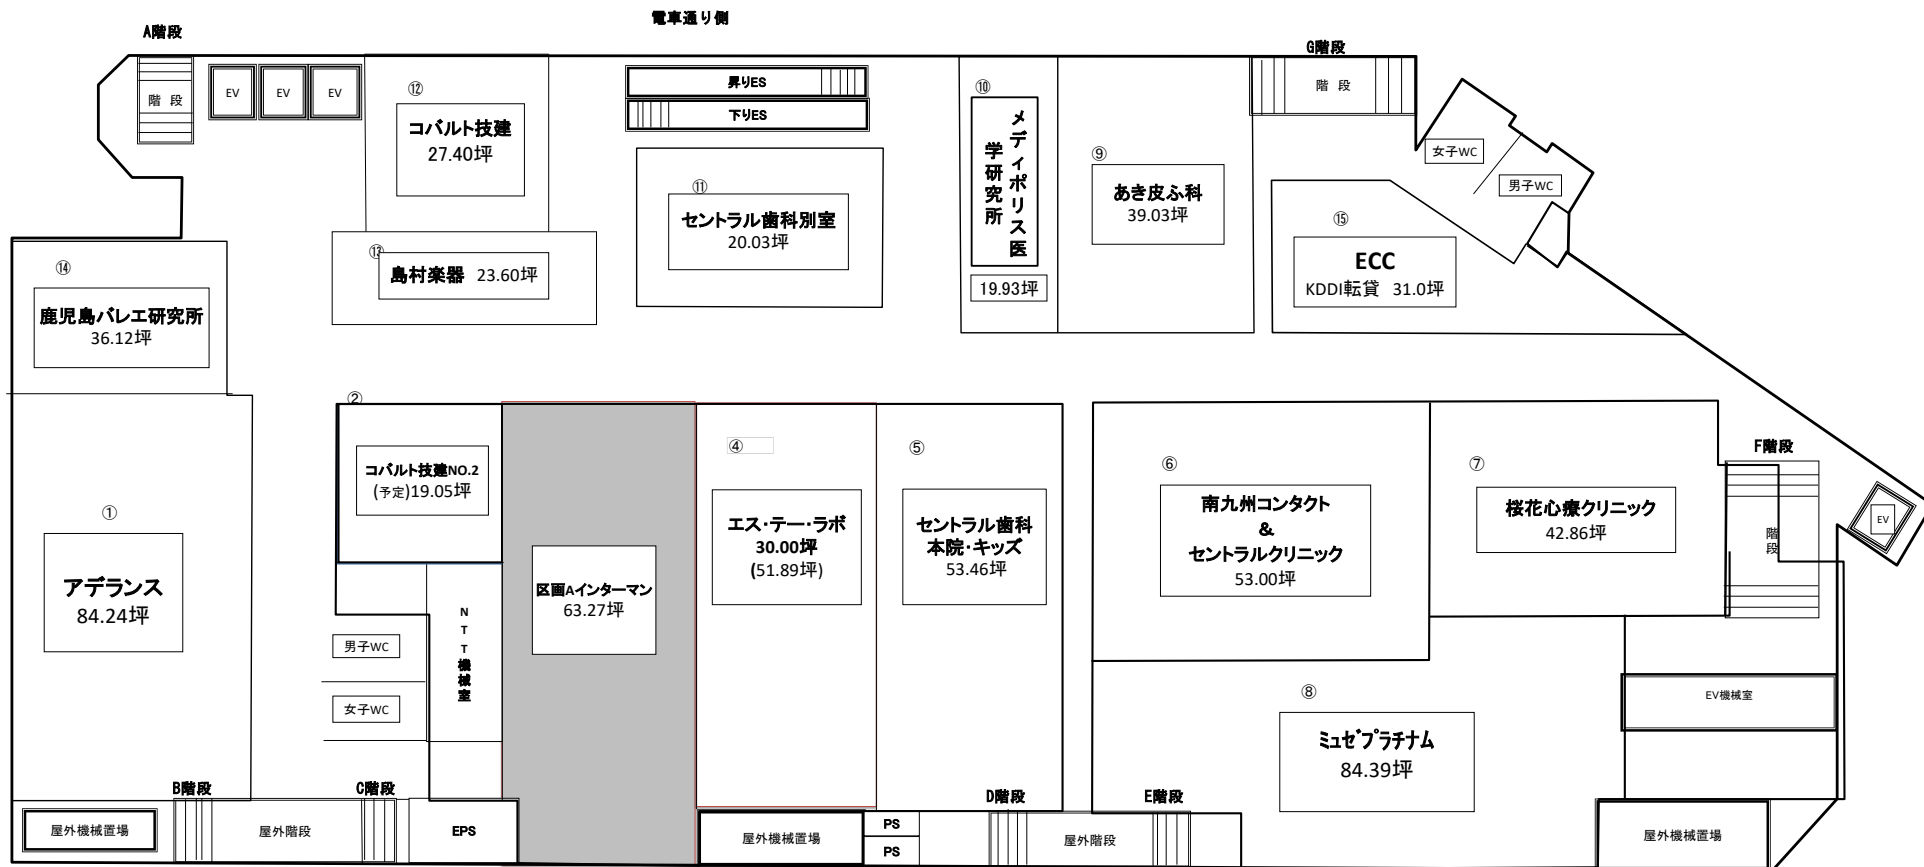 電車通り側
A階段
G階段
階 段
EV
EV
EV
⑫
コバルト技建
27.40坪
昇りES
下りES
⑩
メディポリス医
学研究所
19.93坪
⑨
あき皮ふ科
39.03坪
階 段
女子WC
男子WC
⑪
セントラル歯科別室
20.03坪
⑬
島村楽器 23.60坪
⑮
ECC
KDDI転貸 31.0坪
⑭
鹿児島バレエ研究所
36.12坪
①
アデランス
84.24坪
②
コバルト技建NO.2
(予定)19.05坪
男子WC
女子WC
NTT機械室
区画Aインターマン
63.27坪
④
エス・テー・ラボ
30.00坪
(51.89坪)
⑤
セントラル歯科
本院・キッズ
53.46坪
⑥
南九州コンタクト
&
セントラルクリニック
53.00坪
⑦
桜花心療クリニック
42.86坪
F階段
階段
EV
EV機械室
⑧
ミュゼプラチナム
84.39坪
B階段
C階段
D階段
E階段
屋外機械置場
屋外階段
EPS
屋外機械置場
PS
PS
屋外階段
屋外機械置場